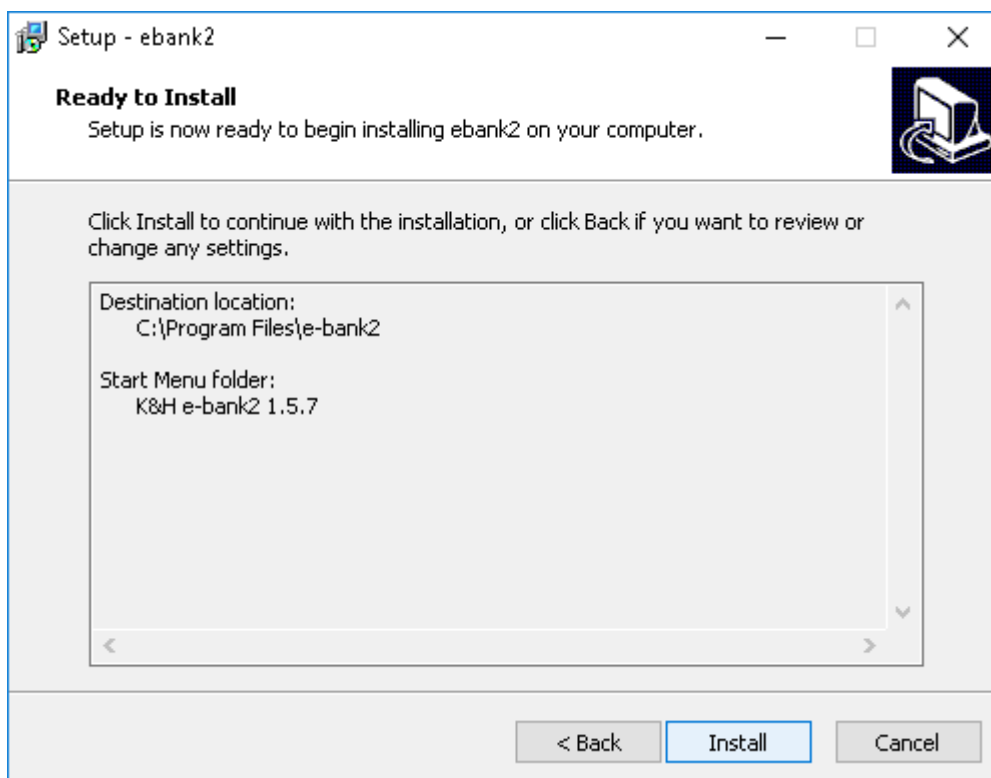 Setup - ebank2
Ready to Install
Setup is now ready to begin installing ebank2 on your computer.
Click Install to continue with the installation, or click Back if you want to review or
change any settings.
Destination location:
C:\Program Files\e-bank2
Start Menu folder:
K&H e-bank2 1.5.7
< Back
Install
Cancel